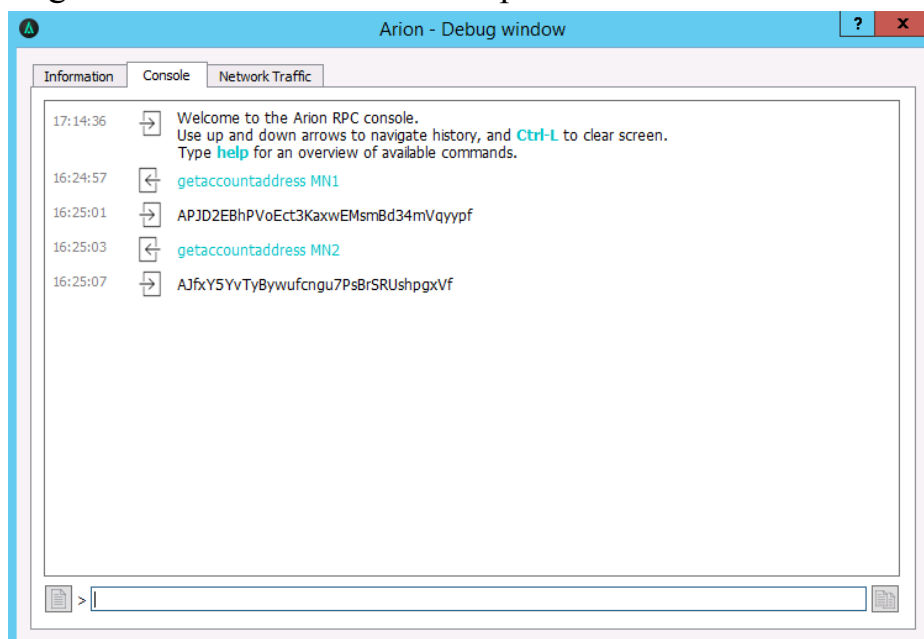 Arion - Debug window
? x
Information Console Network Traffic
17:14:36 Welcome to the Arion RPC console.
Use up and down arrows to navigate history, and Ctrl-L to clear screen.
Type help for an overview of available commands.
16:24:57 getaccountaddress MN1
16:25:01 APJD2EBhPVoEct3KaxwEMsmBd34mVqyypf
16:25:03 getaccountaddress MN2
16:25:07 AJfxY5YvTyBywufcngu7PsBrSRUshpgxVf
>